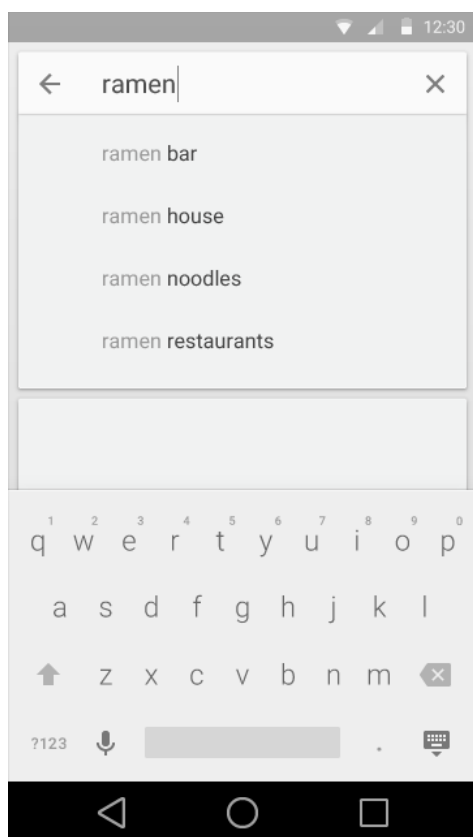 12:30
ramen
ramen bar
ramen house
ramen noodles
ramen restaurants
1 2 3 4 5 6 7 8 9 0
q w e r t y u i o p
a s d f g h j k l
z x c v b n m
?123 .